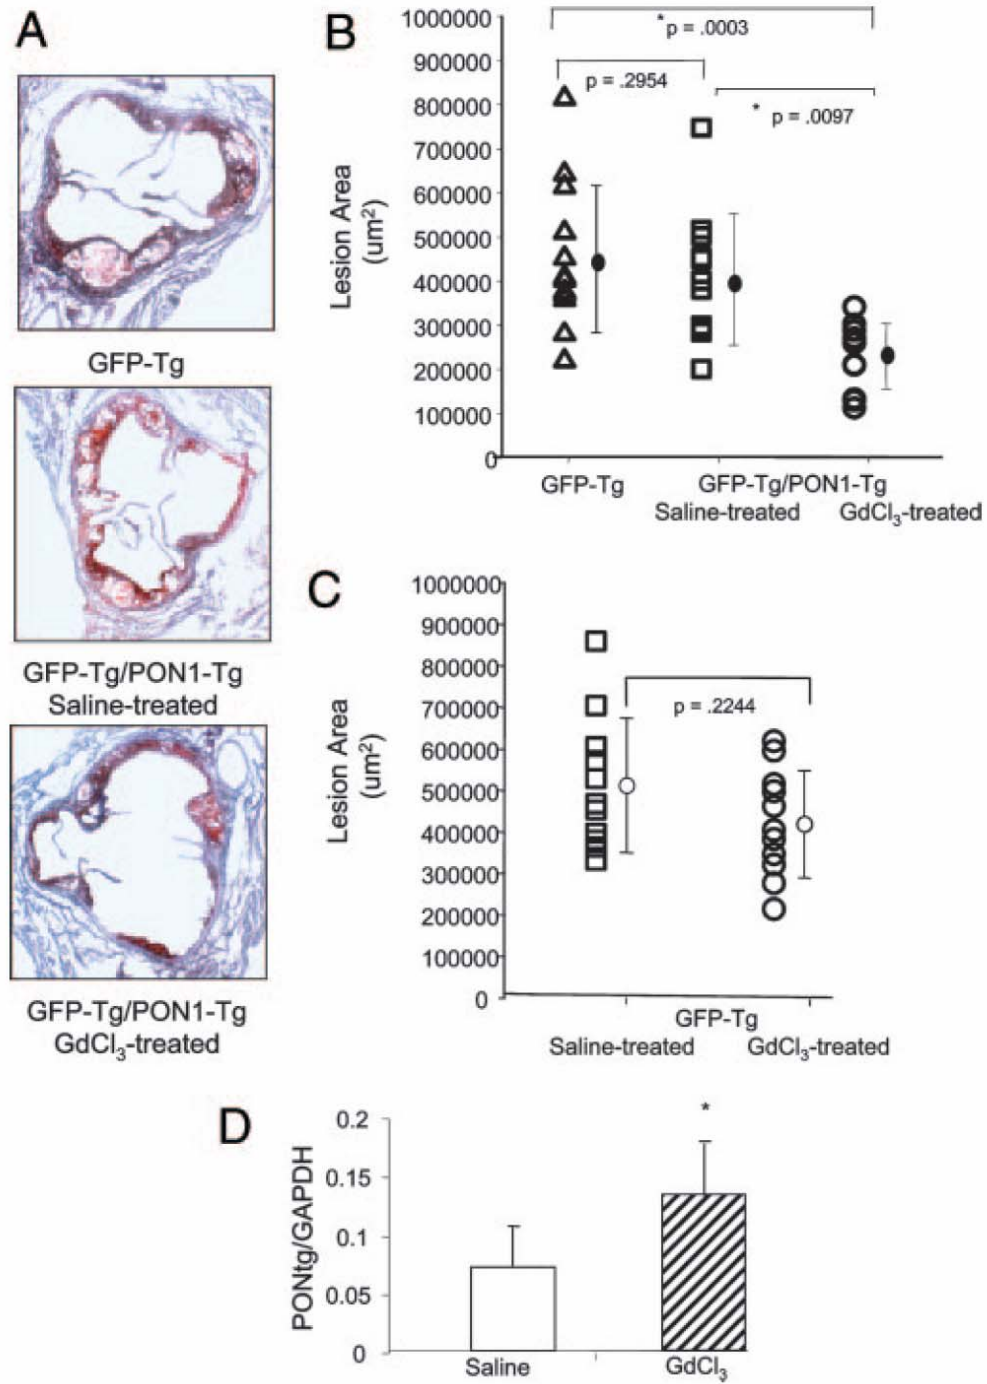 A
GFP-Tg
GFP-Tg/PON1-Tg
Saline-treated
GFP-Tg/PON1-Tg
GdCl₃-treated
B
1000000
900000
800000
700000
600000
500000
400000
300000
200000
100000
0
Lesion Area
(um²)
*p = .0003
p = .2954
* p = .0097
GFP-Tg
GFP-Tg/PON1-Tg
Saline-treated
GdCl₃-treated
C
1000000
900000
800000
700000
600000
500000
400000
300000
200000
100000
0
Lesion Area
(um²)
p = .2244
GFP-Tg
Saline-treated
GdCl₃-treated
D
0.2
0.15
0.1
0.05
0
PONtg/GAPDH
*
Saline
GdCl₃